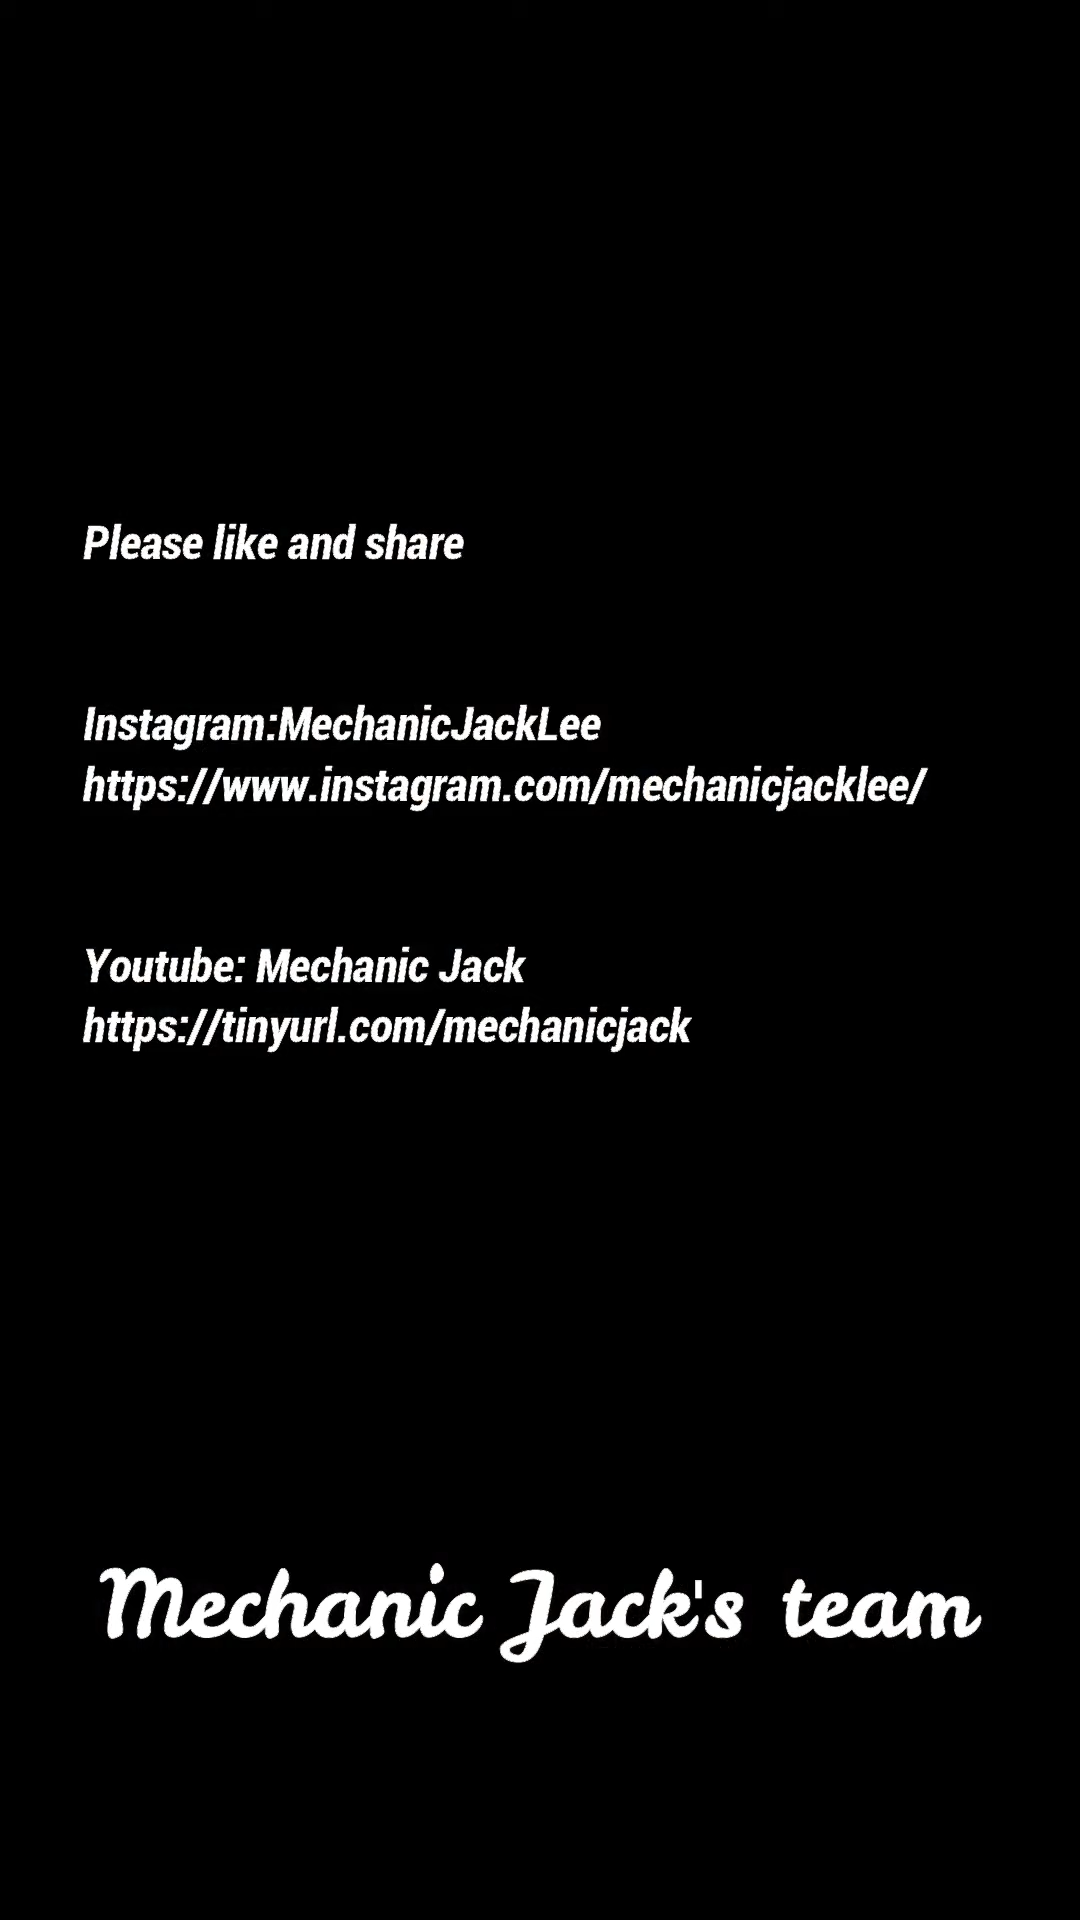 Please like and share
Instagram:MechanicJackLee
https://www.instagram.com/mechanicjacklee/
Youtube: Mechanic Jack
https://tinyurl.com/mechanicjack
Mechanic Jack's team